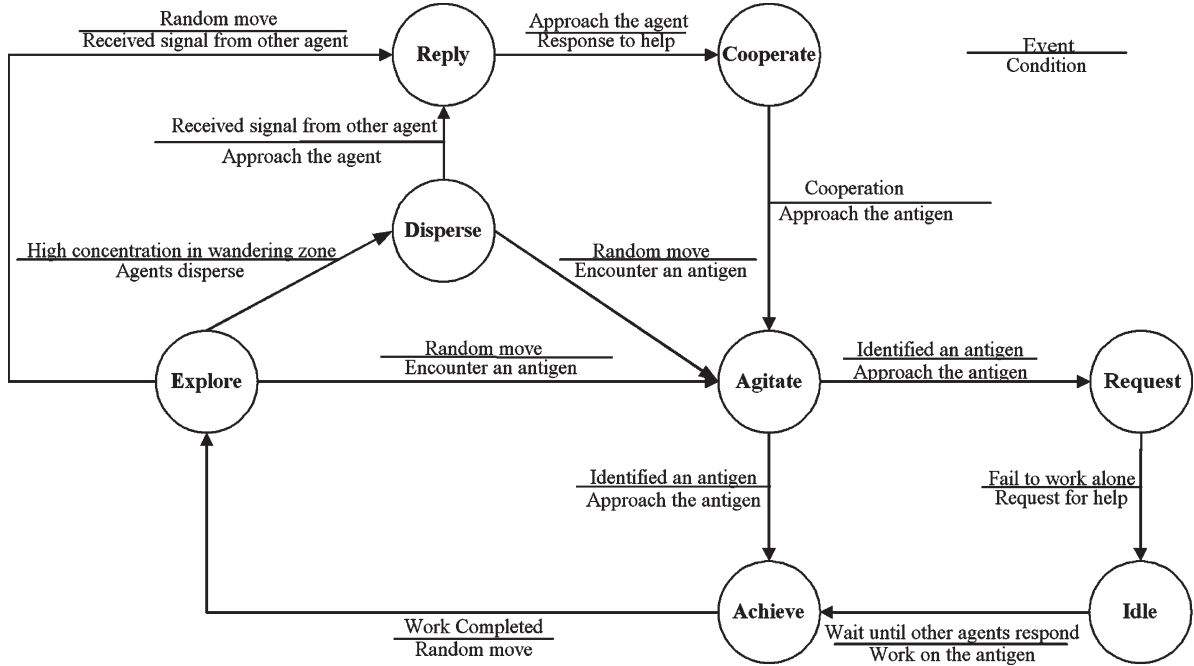 Random move
Received signal from other agent
Reply
Approach the agent
Response to help
Cooperate
Event
Condition
Received signal from other agent
Approach the agent
Cooperation
Approach the antigen
Disperse
High concentration in wandering zone
Agents disperse
Random move
Encounter an antigen
Explore
Random move
Encounter an antigen
Agitate
Identified an antigen
Approach the antigen
Request
Identified an antigen
Approach the antigen
Fail to work alone
Request for help
Achieve
Idle
Work Completed
Random move
Wait until other agents respond
Work on the antigen